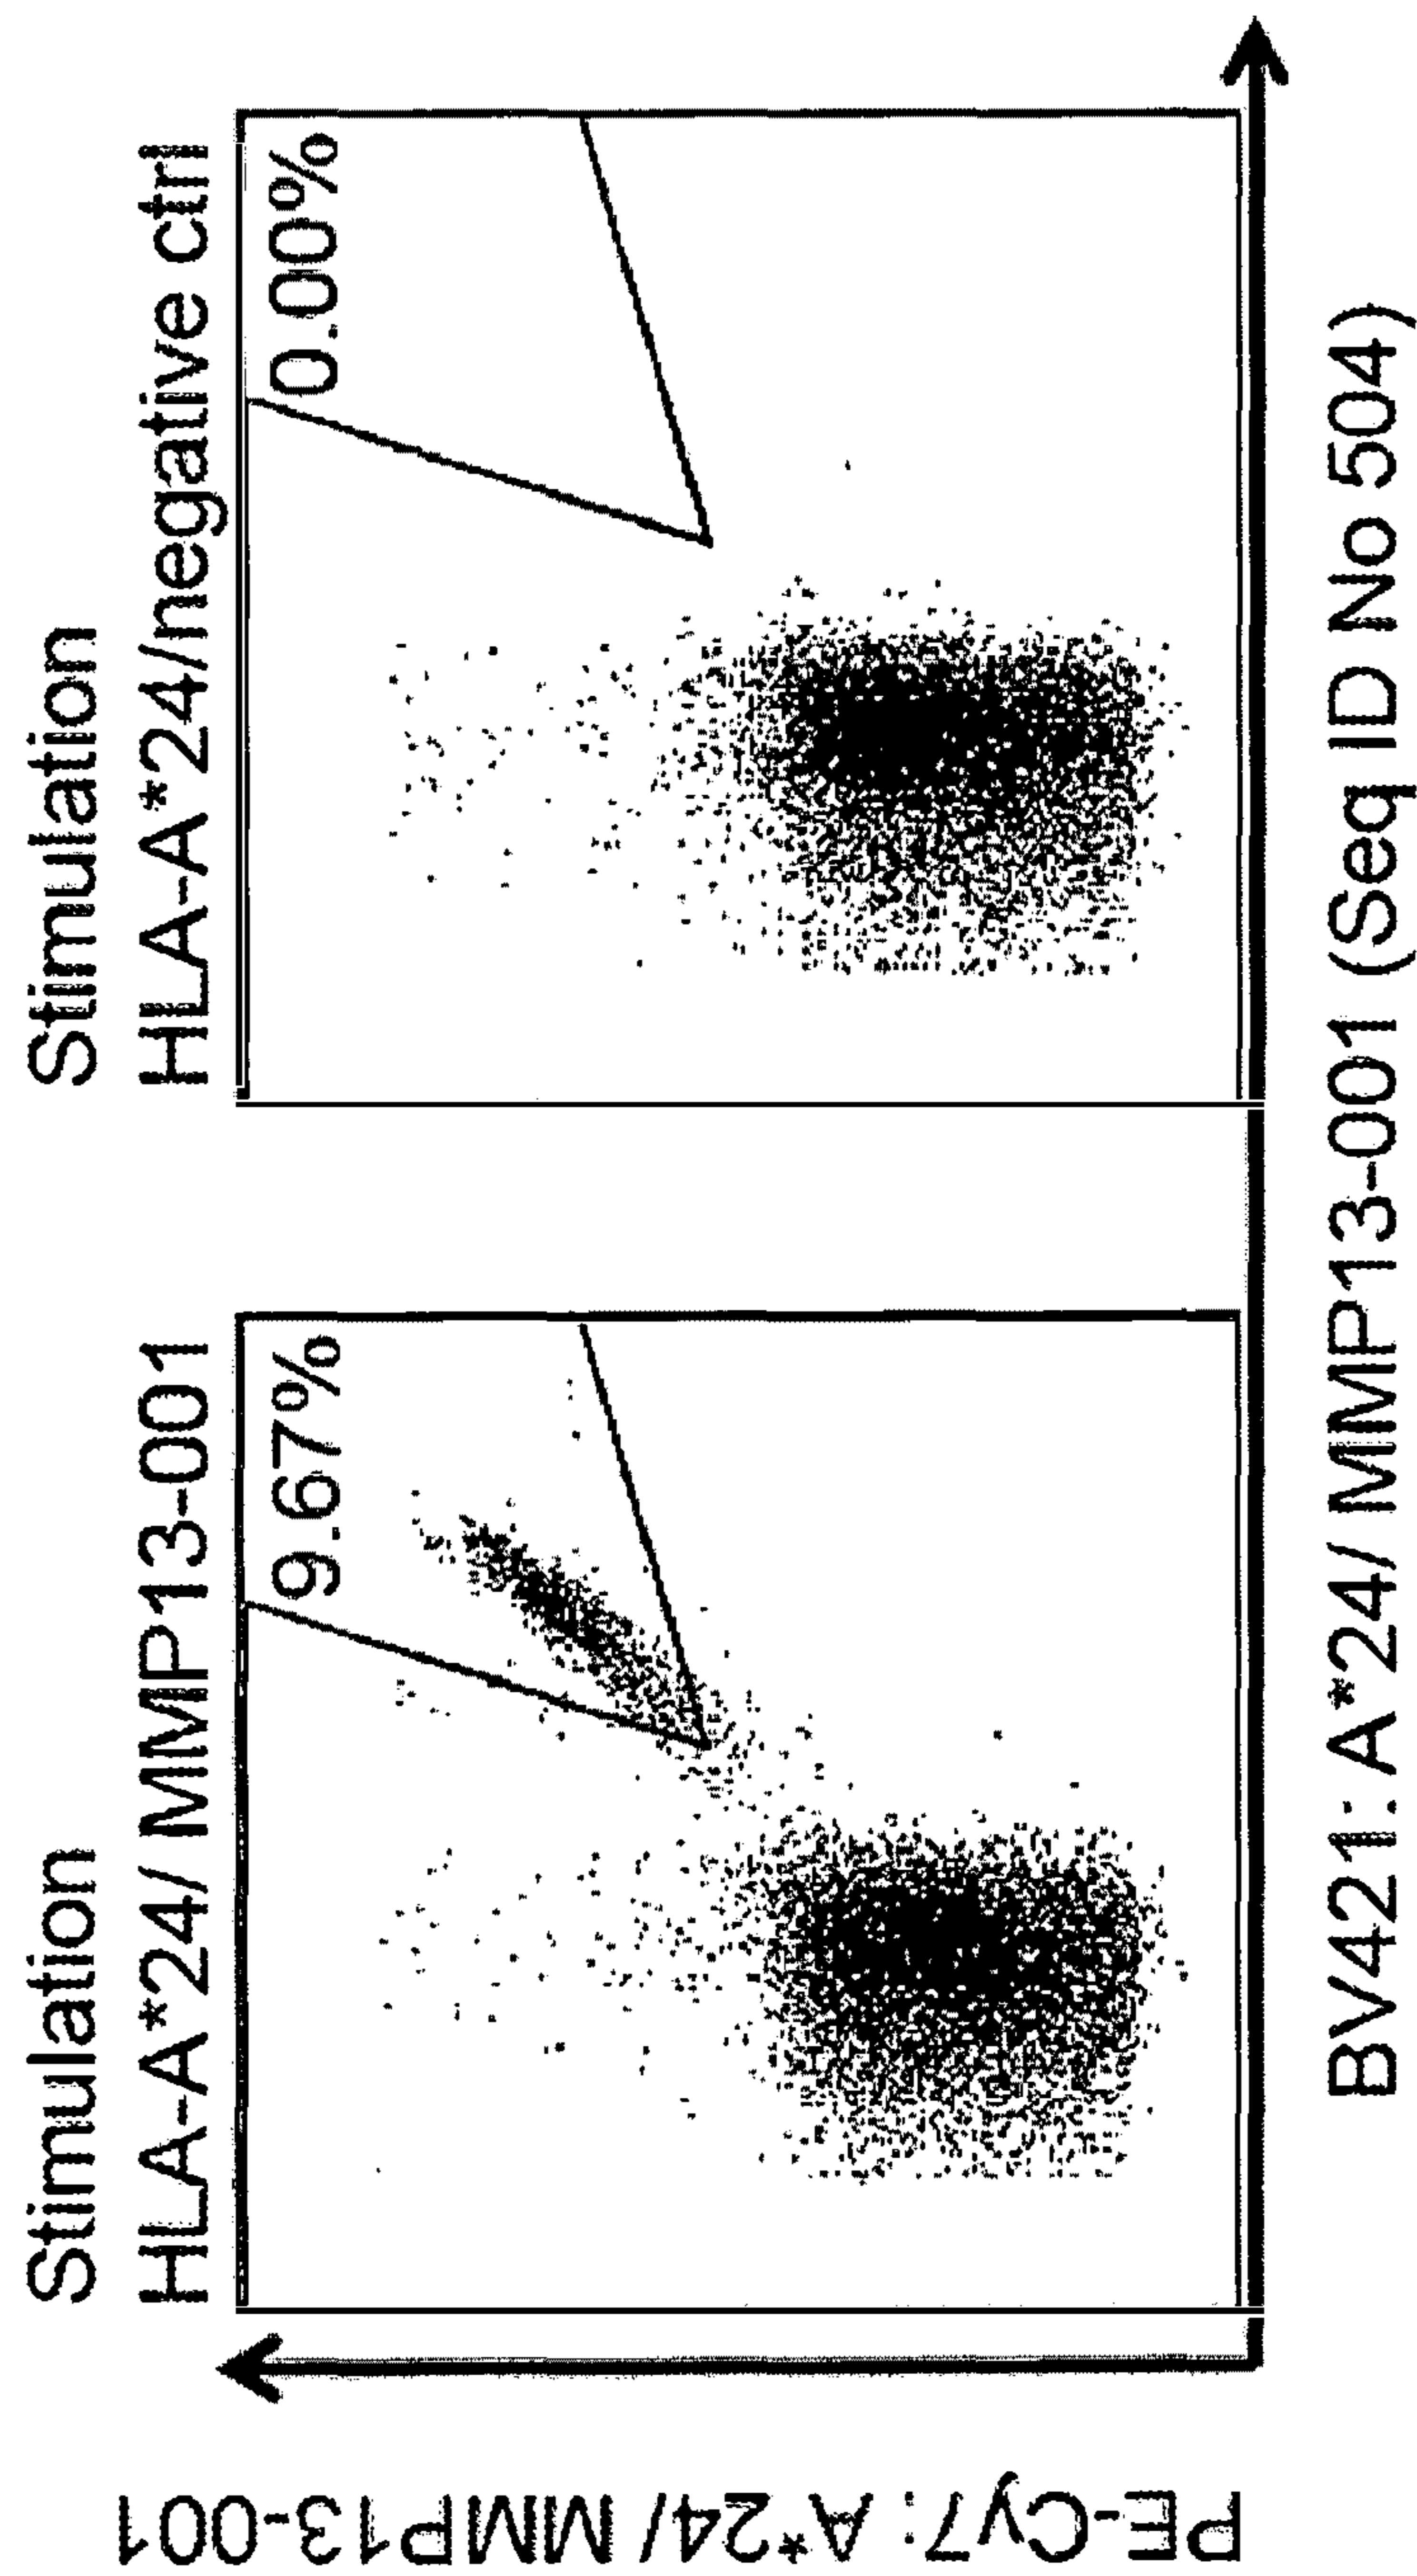 Stimulation
HLA-A*24/ MMP13-001
Stimulation
HLA-A*24/negative ctrl
9.67%
0.00%
PE-Cy7: A*24/ MMP13-001
BV421: A*24/ MMP13-001 (Seq ID No 504)